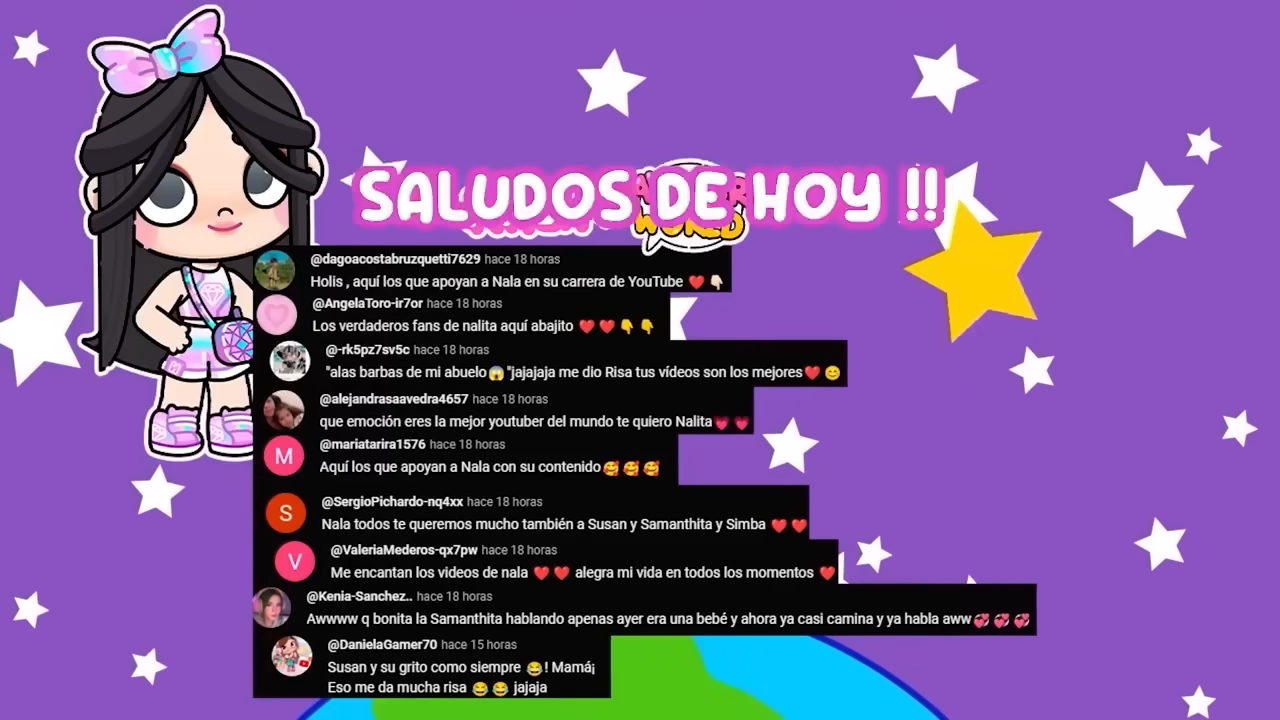 SALUDOS DE HOY !!
WORLD
@dagoacostabruzquetti7629 hace 18 horas
Holis , aquí los que apoyan a Nala en su carrera de YouTube ❤️ 👇🏻
@AngelaToro-ir7or hace 18 horas
Los verdaderos fans de nalita aquí abajito ❤️ ❤️ 👇 👇
@-rk5pz7sv5c hace 18 horas
"alas barbas de mi abuelo😱"jajajaja me dio Risa tus vídeos son los mejores❤️ 😊
@alejandrasaavedra4657 hace 18 horas
que emoción eres la mejor youtuber del mundo te quiero Nalita💗 💗
M
@mariatarira1576 hace 18 horas
Aquí los que apoyan a Nala con su contenido🥰 🥰 🥰
S
@SergioPichardo-nq4xx hace 18 horas
Nala todos te queremos mucho también a Susan y Samanthita y Simba ❤️ ❤️
V
@ValeriaMederos-qx7pw hace 18 horas
Me encantan los videos de nala ❤️ ❤️ alegra mi vida en todos los momentos ❤️
@Kenia-Sanchez.. hace 18 horas
Awwww q bonita la Samanthita hablando apenas ayer era una bebé y ahora ya casi camina y ya habla aww💞 💞 💞
@DanielaGamer70 hace 15 horas
Susan y su grito como siempre 😂! Mamá¡
Eso me da mucha risa 😂 😂 jajaja